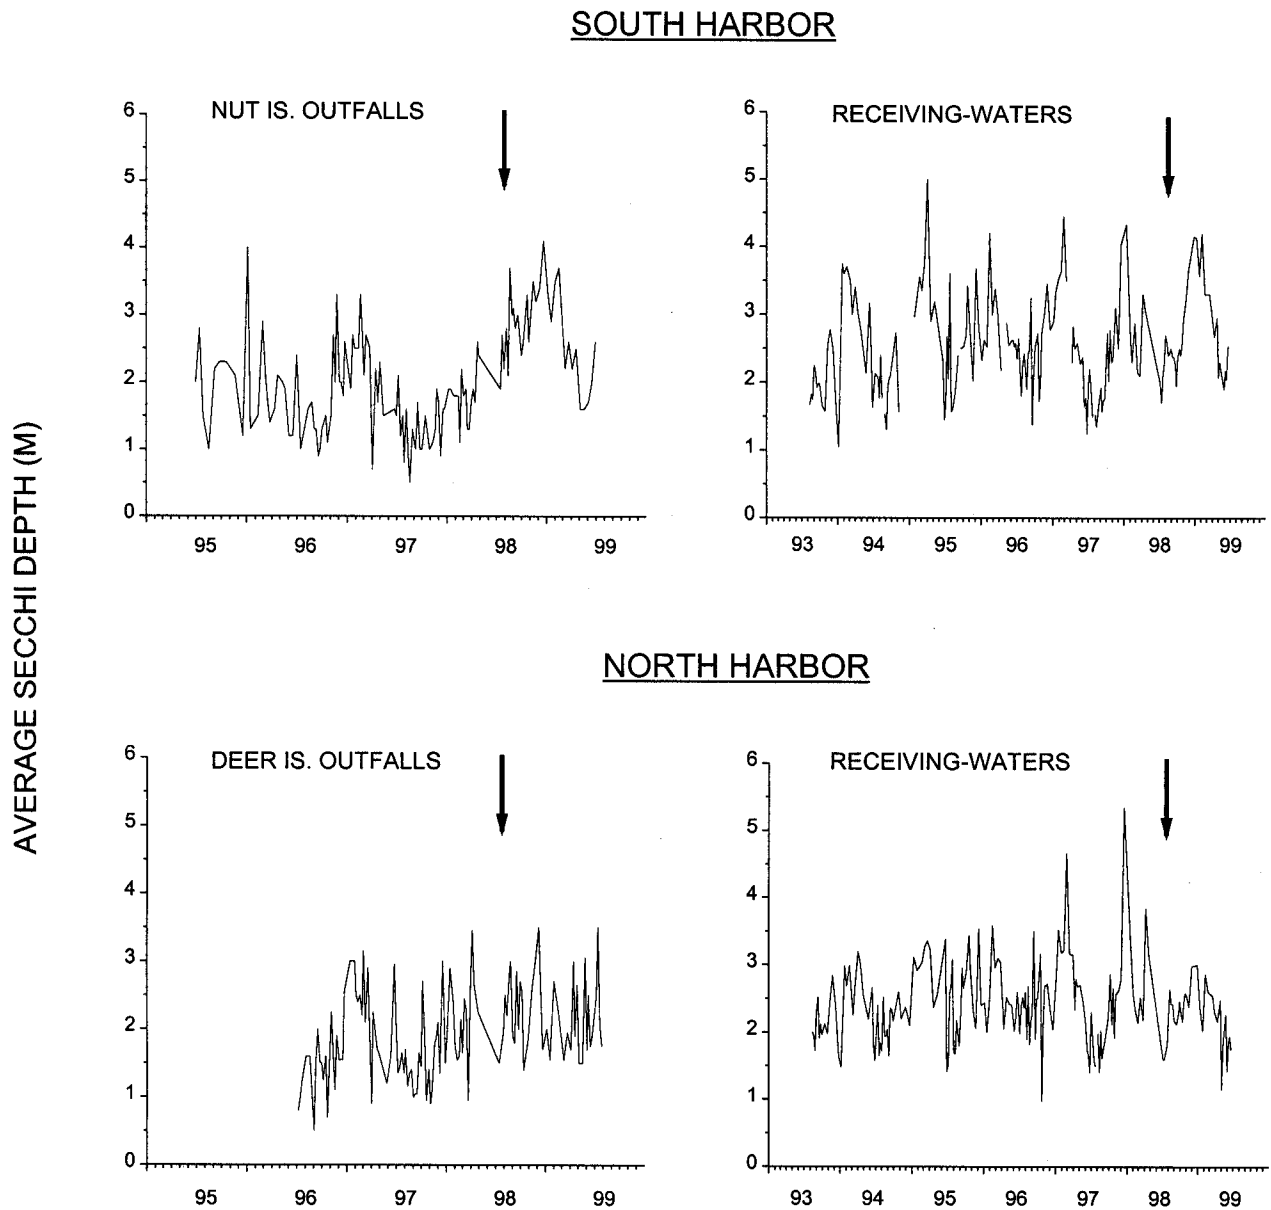 SOUTH HARBOR
NUT IS. OUTFALLS
6
5
4
3
2
1
0
95 96 97 98 99
RECEIVING-WATERS
6
5
4
3
2
1
0
93 94 95 96 97 98 99
AVERAGE SECCHI DEPTH (M)
NORTH HARBOR
DEER IS. OUTFALLS
6
5
4
3
2
1
0
95 96 97 98 99
RECEIVING-WATERS
6
5
4
3
2
1
0
93 94 95 96 97 98 99